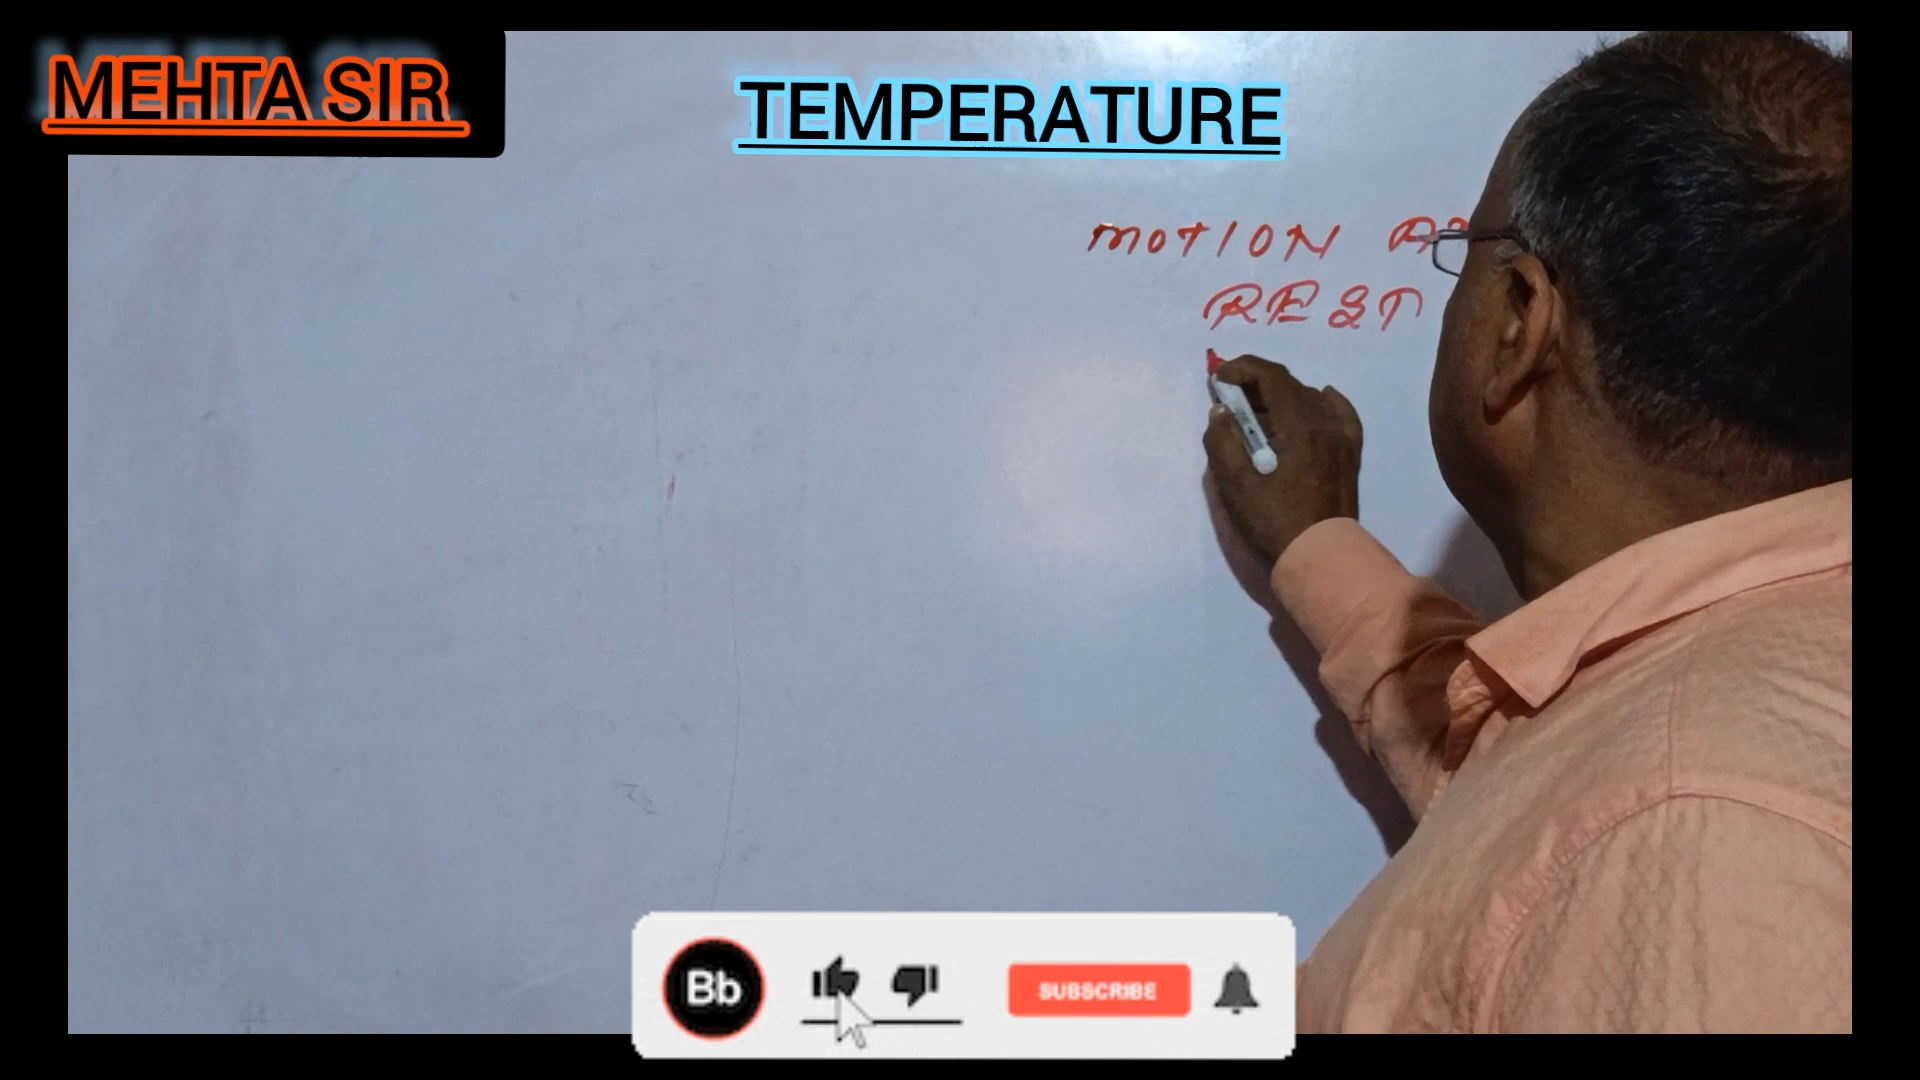 MEHTA SIR
TEMPERATURE
MOTION
REST
Bb
SUBSCRIBE